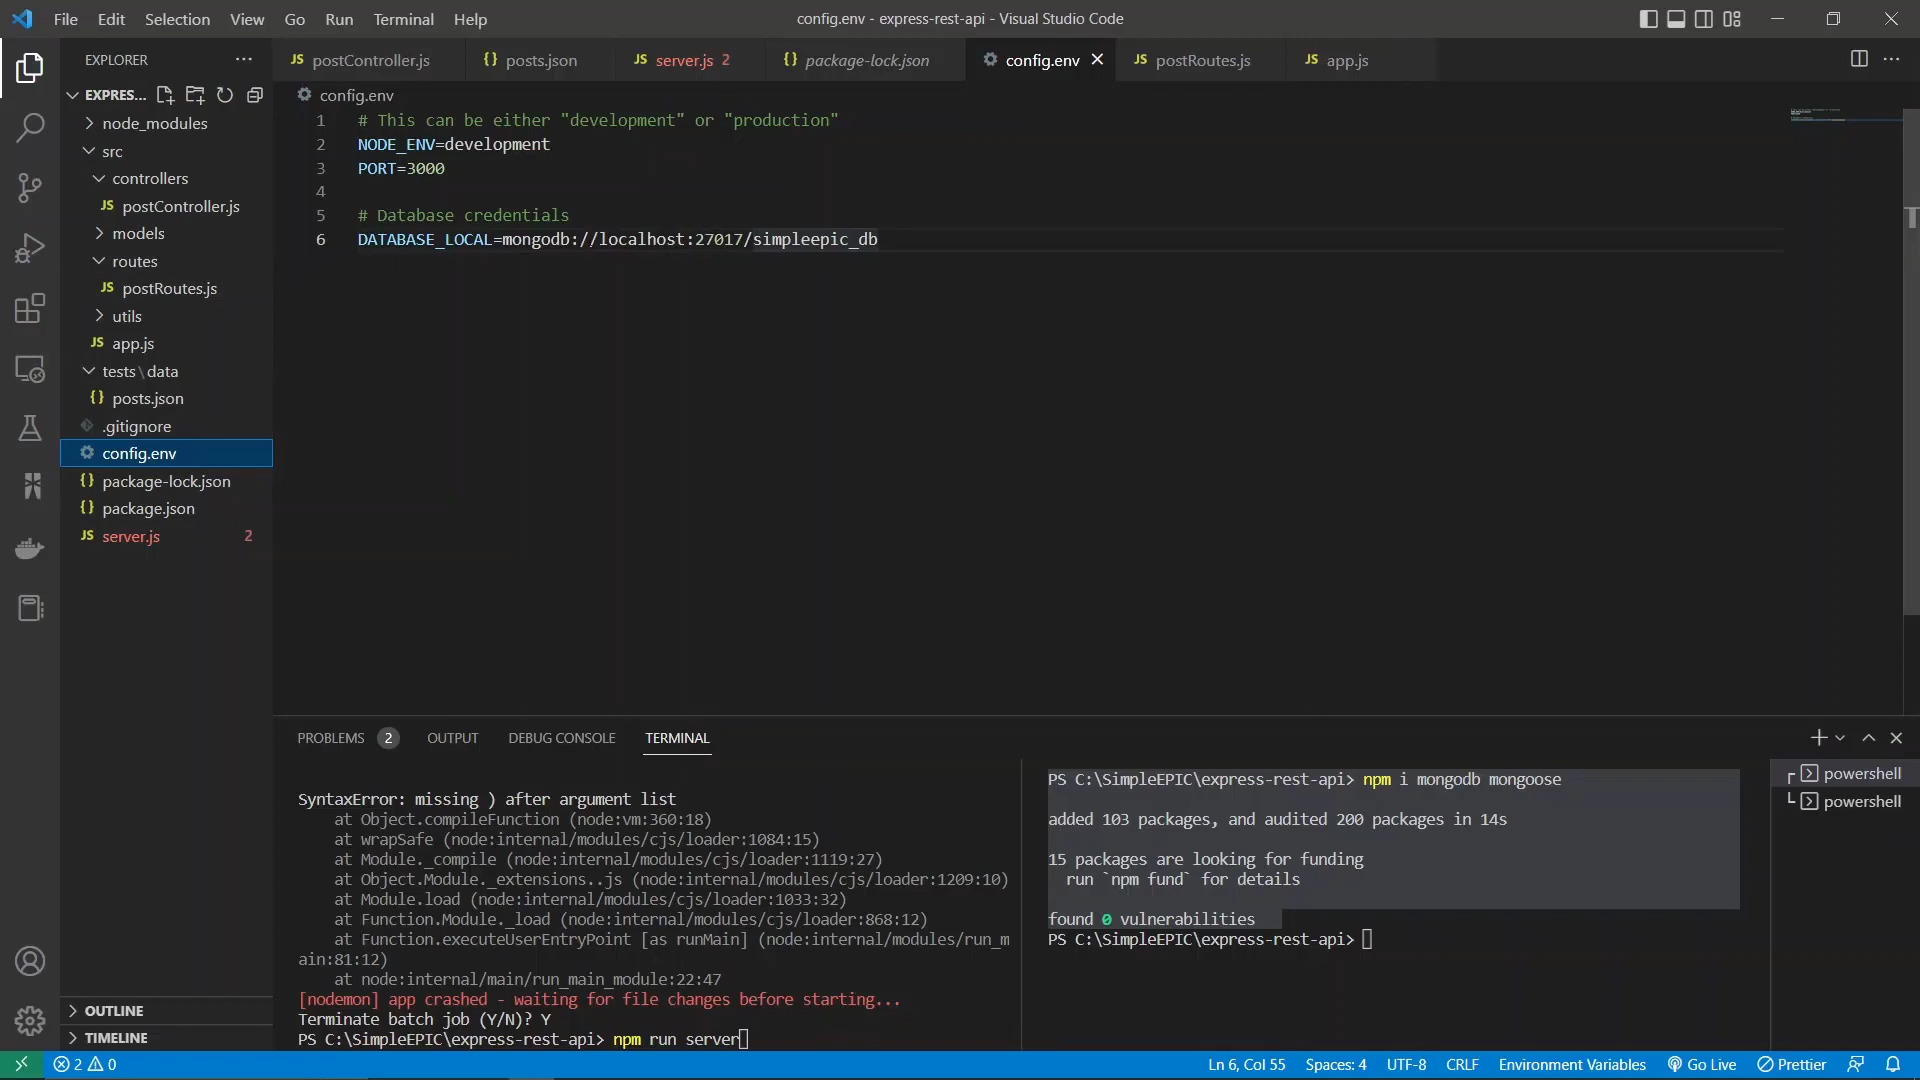 File Edit Selection View Go Run Terminal Help
config.env - express-rest-api - Visual Studio Code
EXPLORER
EXPRES...
node_modules
src
controllers
JS postController.js
models
routes
JS postRoutes.js
utils
JS app.js
tests\data
{} posts.json
.gitignore
config.env
{} package-lock.json
{} package.json
JS server.js 2
OUTLINE
TIMELINE
JS postController.js {} posts.json JS server.js 2 {} package-lock.json config.env JS postRoutes.js JS app.js
config.env
1 # This can be either "development" or "production"
2 NODE_ENV=development
3 PORT=3000
4
5 # Database credentials
6 DATABASE_LOCAL=mongodb://localhost:27017/simpleepic_db
PROBLEMS 2 OUTPUT DEBUG CONSOLE TERMINAL
SyntaxError: missing ) after argument list
at Object.compileFunction (node:vm:360:18)
at wrapSafe (node:internal/modules/cjs/loader:1084:15)
at Module._compile (node:internal/modules/cjs/loader:1119:27)
at Object.Module._extensions..js (node:internal/modules/cjs/loader:1209:10)
at Module.load (node:internal/modules/cjs/loader:1033:32)
at Function.Module._load (node:internal/modules/cjs/loader:868:12)
at Function.executeUserEntryPoint [as runMain] (node:internal/modules/run_m
ain:81:12)
at node:internal/main/run_main_module:22:47
[nodemon] app crashed - waiting for file changes before starting...
Terminate batch job (Y/N)? Y
PS C:\SimpleEPIC\express-rest-api> npm run server
PS C:\SimpleEPIC\express-rest-api> npm i mongodb mongoose
added 103 packages, and audited 200 packages in 14s
15 packages are looking for funding
run `npm fund` for details
found 0 vulnerabilities
PS C:\SimpleEPIC\express-rest-api>
powershell
powershell
2 0
Ln 6, Col 55 Spaces: 4 UTF-8 CRLF Environment Variables Go Live Prettier